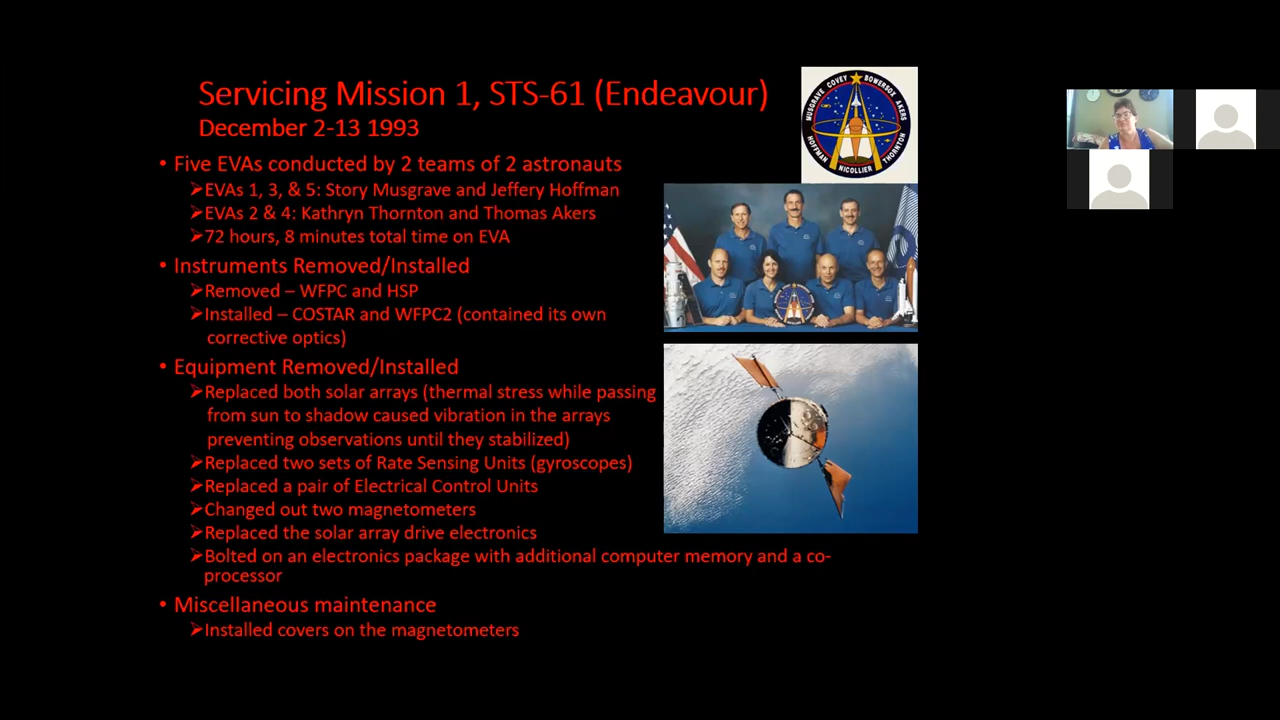 Servicing Mission 1, STS-61 (Endeavour)
December 2-13 1993
• Five EVAs conducted by 2 teams of 2 astronauts
➢EVAs 1, 3, & 5: Story Musgrave and Jeffery Hoffman
➢EVAs 2 & 4: Kathryn Thornton and Thomas Akers
➢72 hours, 8 minutes total time on EVA
• Instruments Removed/Installed
➢Removed – WFPC and HSP
➢Installed – COSTAR and WFPC2 (contained its own
corrective optics)
• Equipment Removed/Installed
➢Replaced both solar arrays (thermal stress while passing
from sun to shadow caused vibration in the arrays
preventing observations until they stabilized)
➢Replaced two sets of Rate Sensing Units (gyroscopes)
➢Replaced a pair of Electrical Control Units
➢Changed out two magnetometers
➢Replaced the solar array drive electronics
➢Bolted on an electronics package with additional computer memory and a co-
processor
• Miscellaneous maintenance
➢Installed covers on the magnetometers
MUSGRAVE COVEY BOWERSOX AKERS
HOFFMAN NICOLLIER THORNTON